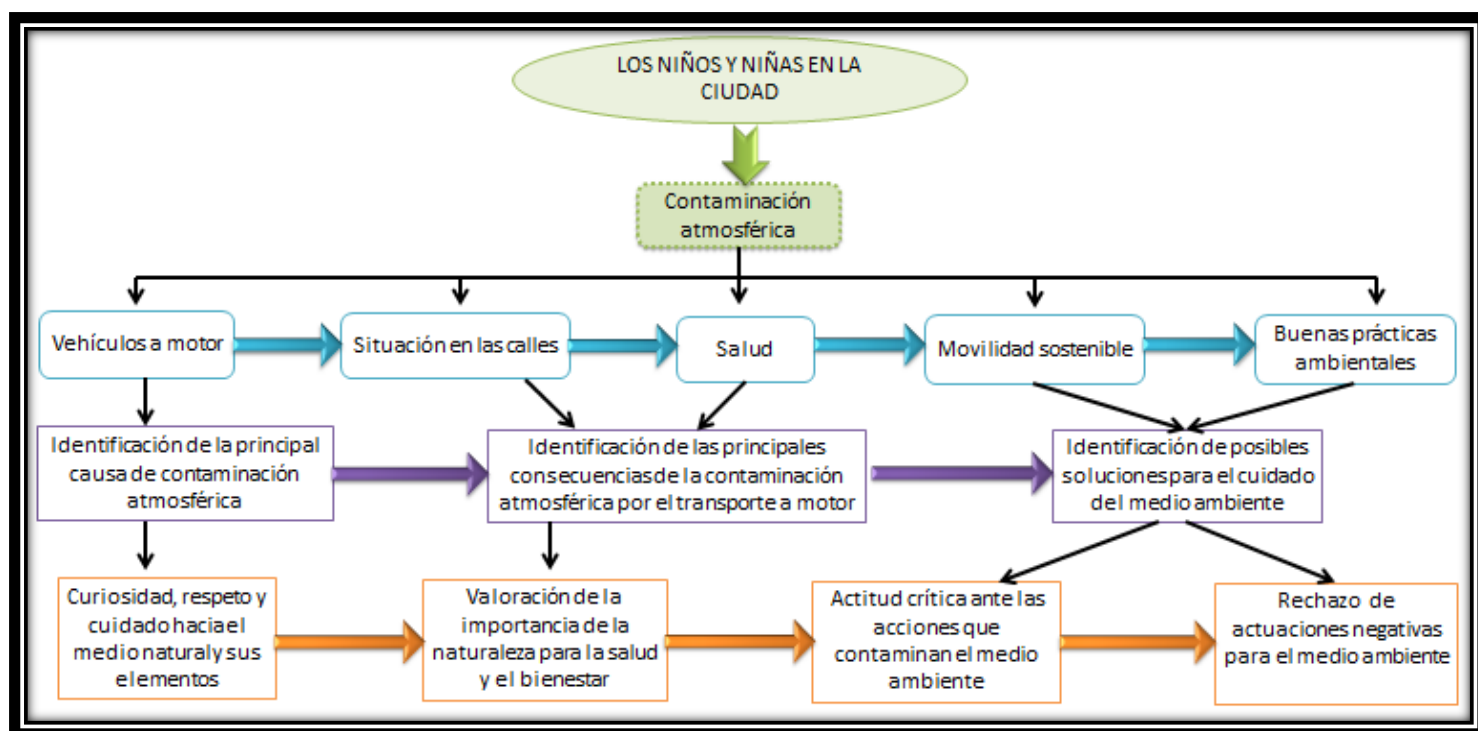 LOS NIÑOS Y NIÑAS EN LA
CIUDAD
Contaminación
atmosférica
Vehículos a motor
Situación en las calles
Salud
Movilidad sostenible
Buenas prácticas
ambientales
Identificación de la principal
causa de contaminación
atmosférica
Identificación de las principales
consecuencias de la contaminación
atmosférica por el transporte a motor
Identificación de posibles
soluciones para el cuidado
del medio ambiente
Curiosidad, respeto y
cuidado hacia el
medio natural y sus
elementos
Valoración de la
importancia de la
naturaleza para la salud
y el bienestar
Actitud crítica ante las
acciones que
contaminan el medio
ambiente
Rechazo de
actuaciones negativas
para el medio ambiente